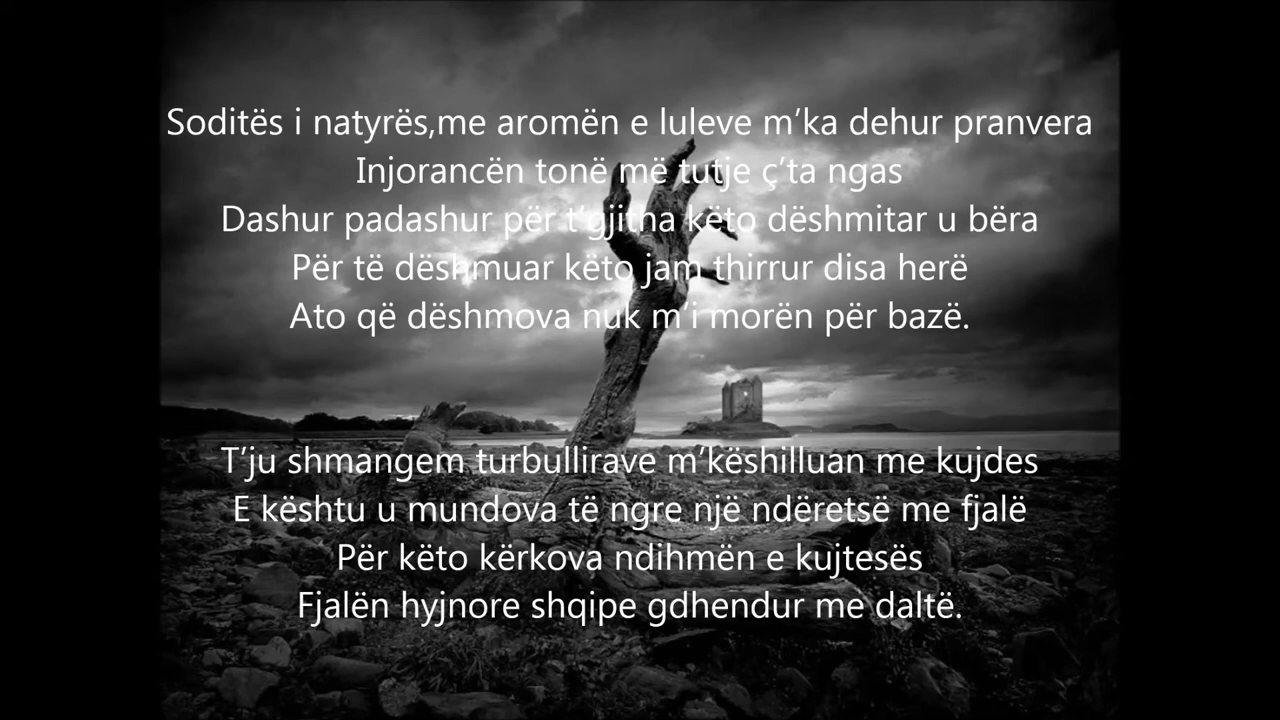 Soditës i natyrës,me aromën e luleve m’ka dehur pranvera
Injorancën tonë më tutje ç’ta ngas
Dashur padashur për t’gjitha këto dëshmitar u bëra
Për të dëshmuar këto jam thirrur disa herë
Ato që dëshmova nuk m’i morën për bazë.
T’ju shmangem turbullirave m’këshilluan me kujdes
E kështu u mundova të ngre një ndëretsë me fjalë
Për këto kërkova ndihmën e kujtesës
Fjalën hyjnore shqipe gdhendur me daltë.